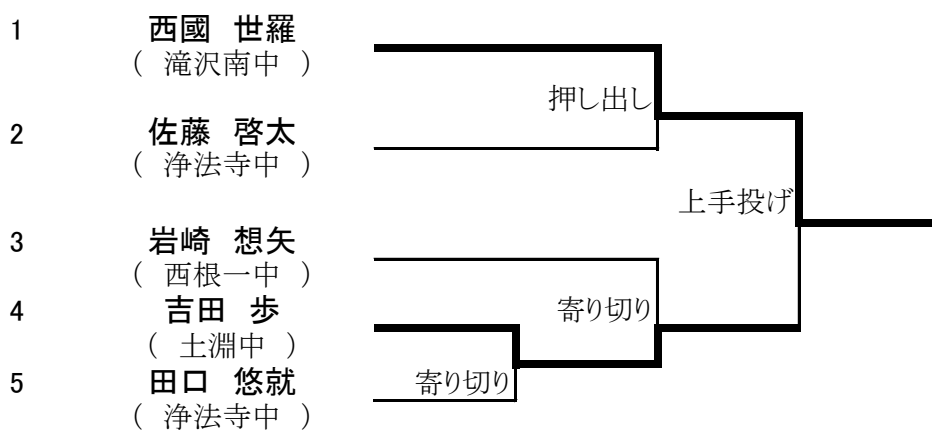 1 西國 世羅
( 滝沢南中 )
押し出し
2 佐藤 啓太
( 浄法寺中 )
上手投げ
3 岩崎 想矢
( 西根一中 )
4 吉田 歩
寄り切り
( 土淵中 )
5 田口 悠就
寄り切り
( 浄法寺中 )